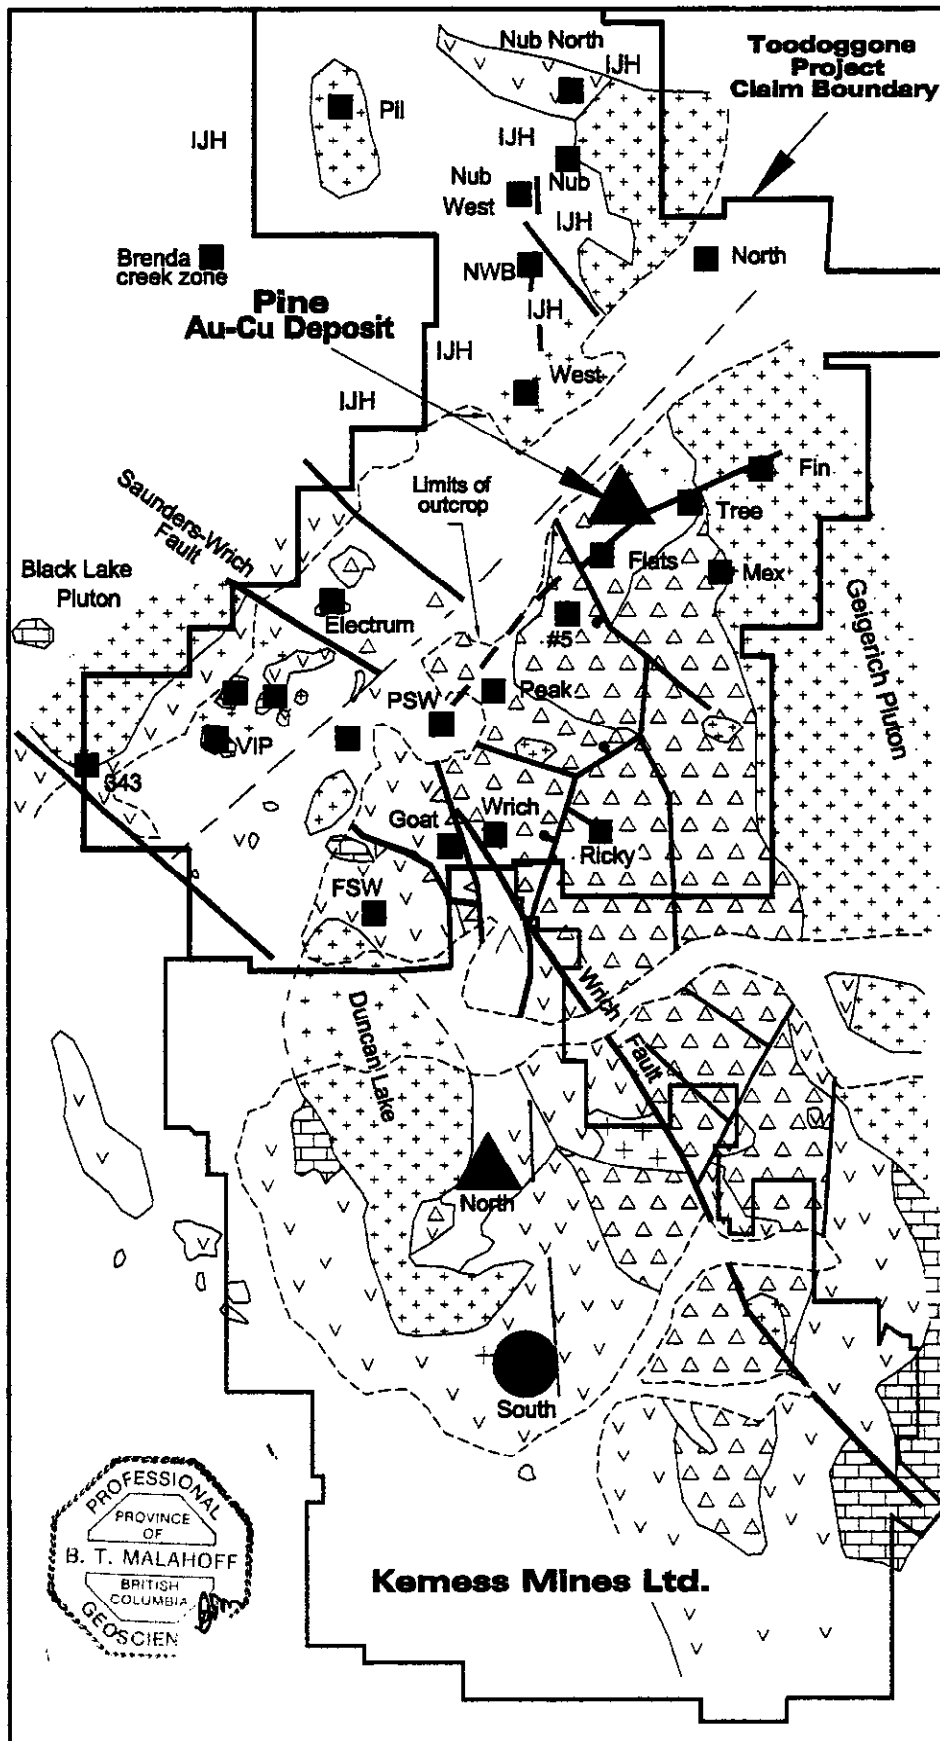 Nub North
IJH
Toodoggone
Project
Claim Boundary
Pil
IJH
IJH
Nub
West
Nub
IJH
Brenda
creek zone
NWB
North
Pine
Au-Cu Deposit
IJH
IJH
West
IJH
Saunders-Wrich
Fault
Limits of
outcrop
Fin
Tree
Flats
Mex
Black Lake
Pluton
Electrum
#5
Geigerich Pluton
PSW
Peak
VIP
343
Goat
Wrich
Ricky
FSW
Wrich
Fault
Duncan Lake
North
South
PROFESSIONAL
PROVINCE
OF
B. T. MALAHOFF
BRITISH
COLUMBIA
GEOSCIEN
Kemess Mines Ltd.